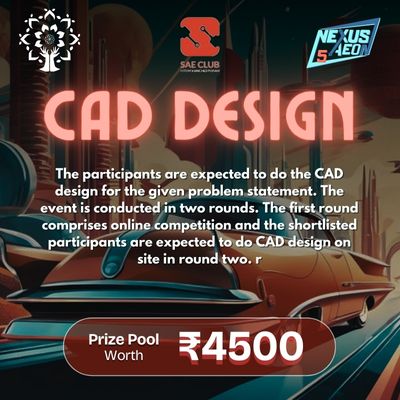 NEXUS
5 AEON
SAE CLUB
CAD DESIGN
The participants are expected to do the CAD
design for the given problem statement. The
event is conducted in two rounds. The first round
comprises online competition and the shortlisted
participants are expected to do CAD design on
site in round two. r
Prize Pool
Worth
₹4500